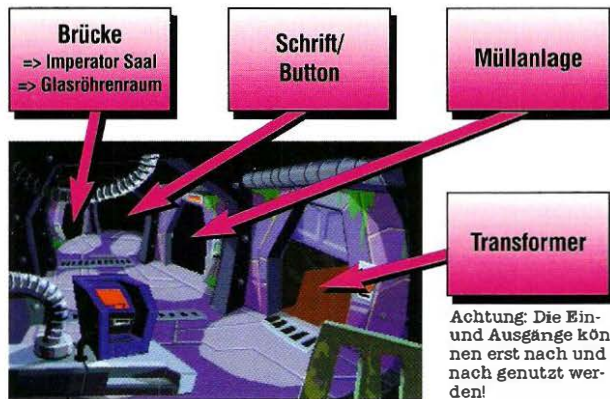 Brücke
=> Imperator Saal
=> Glasröhrenraum
Schrift/
Button
Müllanlage
Transformer
Achtung: Die Ein-
und Ausgänge kön-
nen erst nach und
nach genutzt wer-
den!